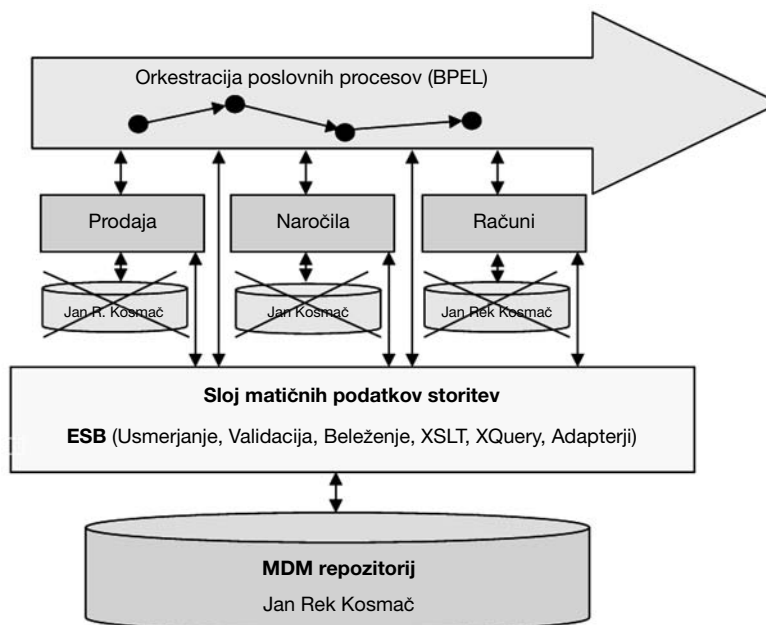 Orkestracija poslovnih procesov (BPEL)
Prodaja
Naročila
Računi
Jan R. Kosmač
Jan Kosmač
Jan Rek Kosmač
Sloj matičnih podatkov storitev
ESB (Usmerjanje, Validacija, Beleženje, XSLT, XQuery, Adapterji)
MDM repozitorij
Jan Rek Kosmač